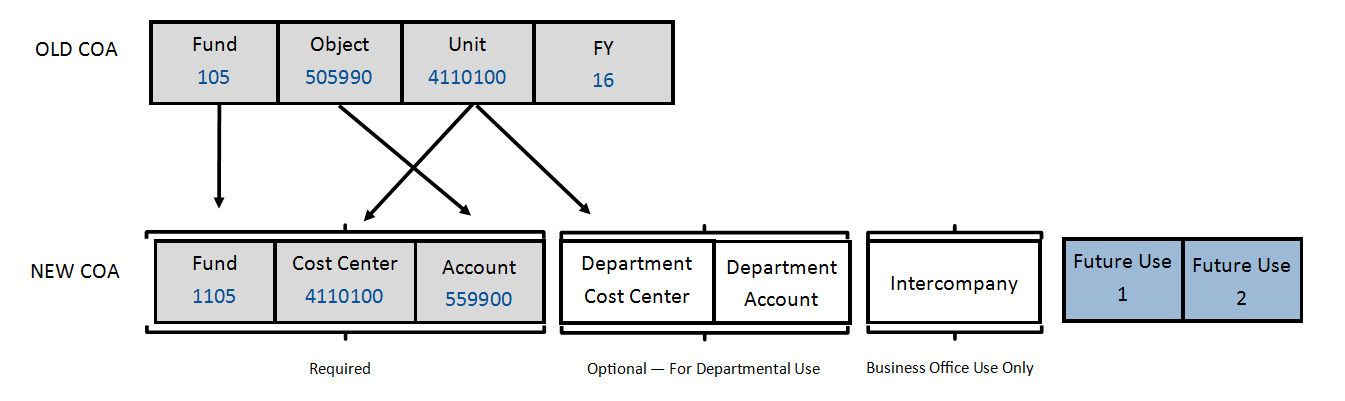 OLD COA
Fund
105
Object
505990
Unit
4110100
FY
16
NEW COA
Fund
1105
Cost Center
4110100
Account
559900
Department
Cost Center
Department
Account
Intercompany
Future Use
1
Future Use
2
Required
Optional — For Departmental Use
Business Office Use Only